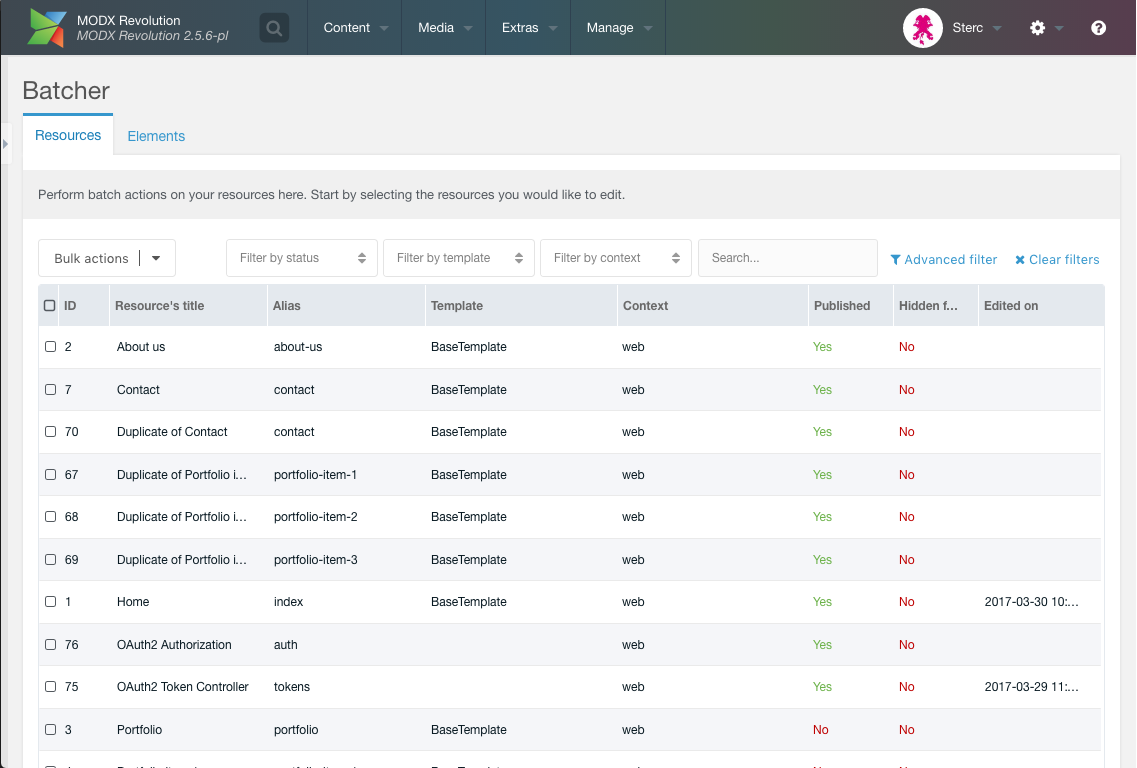 MODX Revolution
MODX Revolution 2.5.6-pl
Content Media Extras Manage Sterc
Batcher
Resources Elements
Perform batch actions on your resources here. Start by selecting the resources you would like to edit.
Bulk actions Filter by status Filter by template Filter by context Search... Advanced filter Clear filters
ID Resource's title Alias Template Context Published Hidden f... Edited on
2 About us about-us BaseTemplate web Yes No
7 Contact contact BaseTemplate web Yes No
70 Duplicate of Contact contact BaseTemplate web Yes No
67 Duplicate of Portfolio i... portfolio-item-1 BaseTemplate web Yes No
68 Duplicate of Portfolio i... portfolio-item-2 BaseTemplate web Yes No
69 Duplicate of Portfolio i... portfolio-item-3 BaseTemplate web Yes No
1 Home index BaseTemplate web Yes No 2017-03-30 10:...
76 OAuth2 Authorization auth web Yes No
75 OAuth2 Token Controller tokens web Yes No 2017-03-29 11:...
3 Portfolio portfolio BaseTemplate web No No